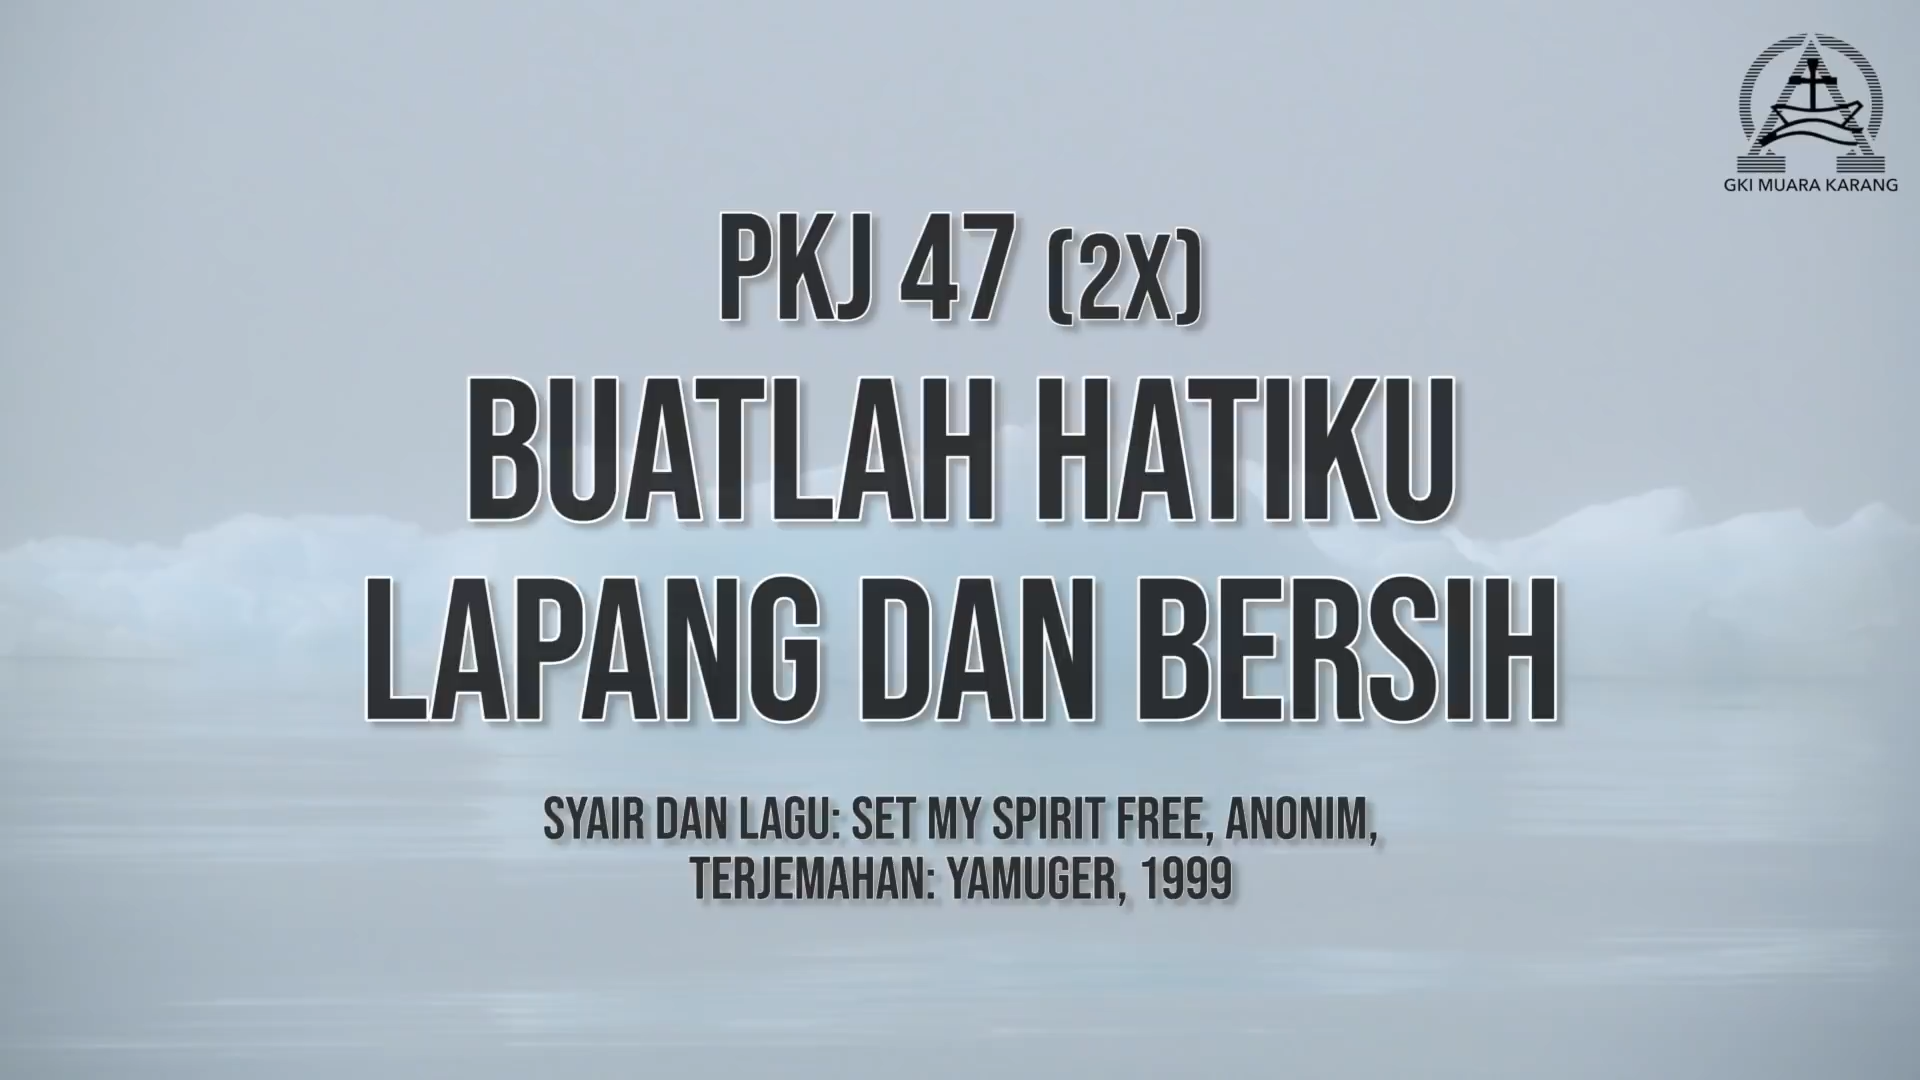 GKI MUARA KARANG
PKJ 47 (2X)
BUATLAH HATIKU
LAPANG DAN BERSIH
SYAIR DAN LAGU: SET MY SPIRIT FREE, ANONIM,
TERJEMAHAN: YAMUGER, 1999